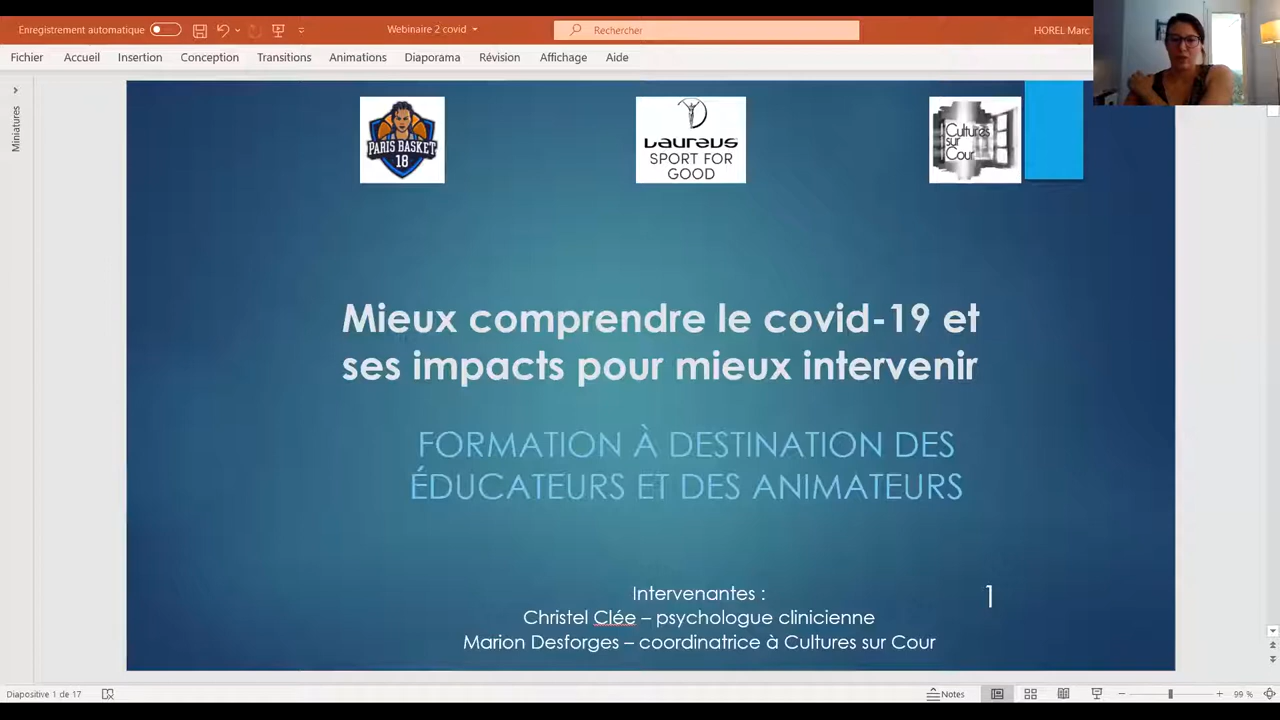 Enregistrement automatique
Webinaire 2 covid
Rechercher
HOREL Marc
Fichier
Accueil
Insertion
Conception
Transitions
Animations
Diaporama
Révision
Affichage
Aide
Miniatures
PARIS BASKET
18
LAUREUS
SPORT FOR
GOOD
Cultures
sur
Cour
Mieux comprendre le covid-19 et
ses impacts pour mieux intervenir
FORMATION À DESTINATION DES
ÉDUCATEURS ET DES ANIMATEURS
Intervenantes :
1
Christel Clée – psychologue clinicienne
Marion Desforges – coordinatrice à Cultures sur Cour
Diapositive 1 de 17
Notes
99 %